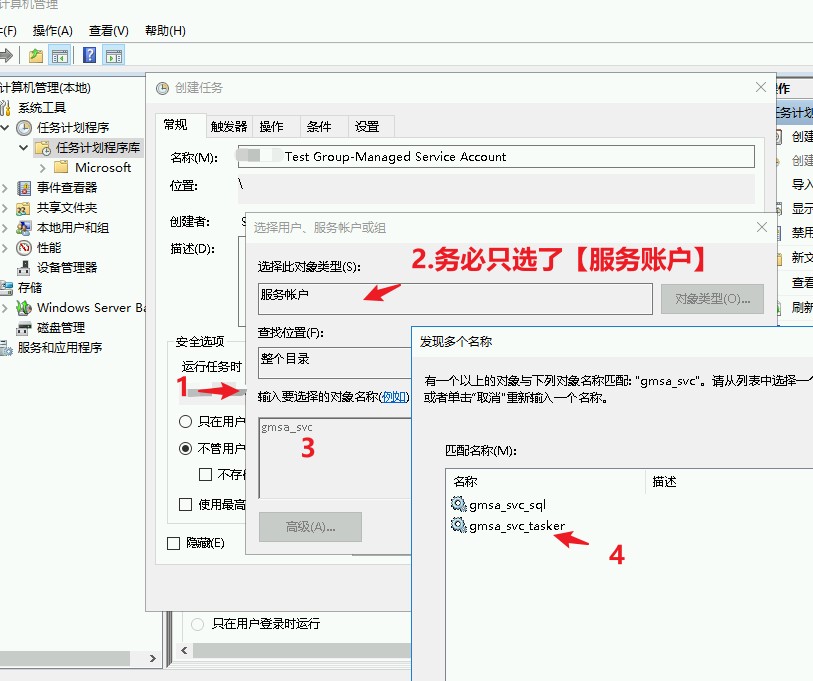 计算机管理
(F) 操作(A) 查看(V) 帮助(H)
计算机管理(本地)
系统工具
任务计划程序
任务计划程序库
Microsoft
事件查看器
共享文件夹
本地用户和组
性能
设备管理器
存储
Windows Server Ba
磁盘管理
服务和应用程序
创建任务
常规 触发器 操作 条件 设置
名称(M): Test Group-Managed Service Account
位置: \
创建者: S
描述(D):
安全选项
运行任务时
1
只在用户
不管用户
不存
使用最高
隐藏(E)
只在用户登录时运行
选择用户、服务帐户或组
选择此对象类型(S):
2.务必只选了【服务账户】
服务帐户
对象类型(O)...
查找位置(F):
整个目录
输入要选择的对象名称(例如)
gmsa_svc
3
高级(A)...
发现多个名称
有一个以上的对象与下列对象名称匹配: "gmsa_svc"。请从列表中选择一个
或者单击"取消"重新输入一个名称。
匹配名称(M):
名称 描述
gmsa_svc_sql
gmsa_svc_tasker
4
作
任务计划
创建
创建
导入
显示
禁用
新文
查看
刷新